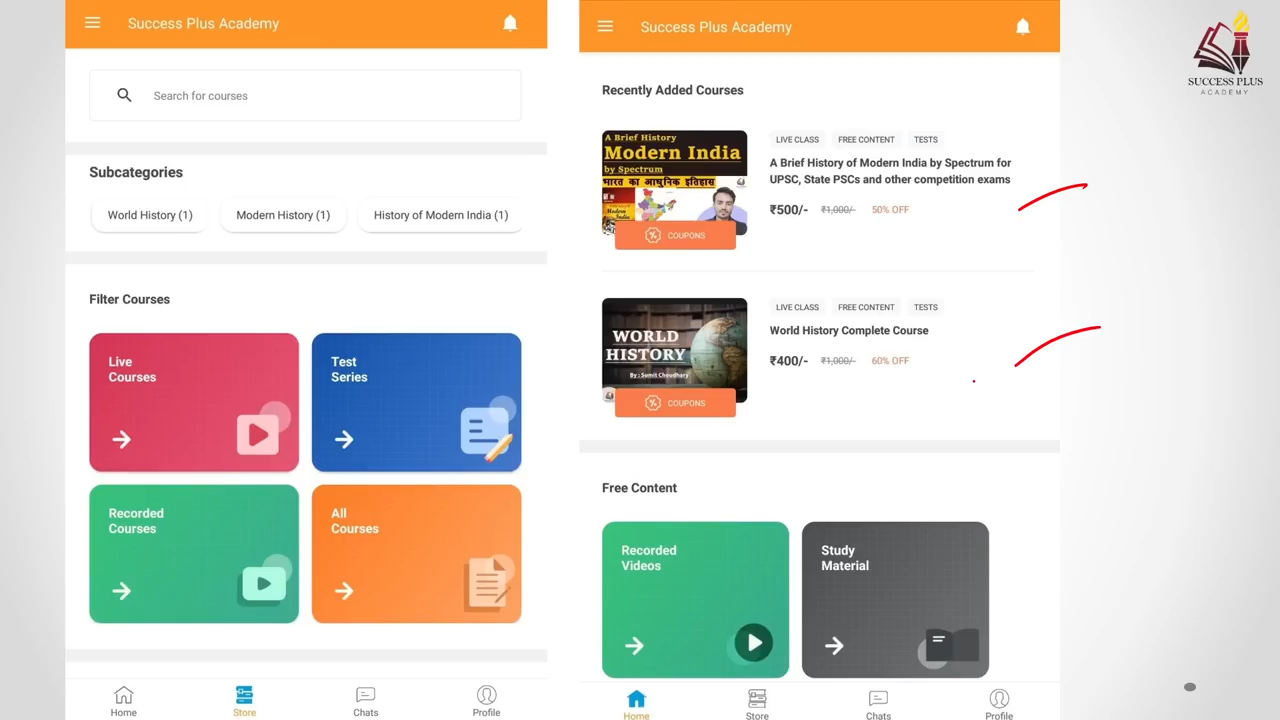 Success Plus Academy
Search for courses
Subcategories
World History (1)
Modern History (1)
History of Modern India (1)
Filter Courses
Live
Courses
Test
Series
Recorded
Courses
All
Courses
Home
Store
Chats
Profile
Success Plus Academy
Recently Added Courses
A Brief History
Modern India
by Spectrum
भारत का आधुनिक इतिहास
COUPONS
LIVE CLASS
FREE CONTENT
TESTS
A Brief History of Modern India by Spectrum for
UPSC, State PSCs and other competition exams
₹500/- ₹1,000/- 50% OFF
WORLD
HISTORY
By : Sumit Choudhary
COUPONS
LIVE CLASS
FREE CONTENT
TESTS
World History Complete Course
₹400/- ₹1,000/- 60% OFF
Free Content
Recorded
Videos
Study
Material
Home
Store
Chats
Profile
SUCCESS PLUS
ACADEMY